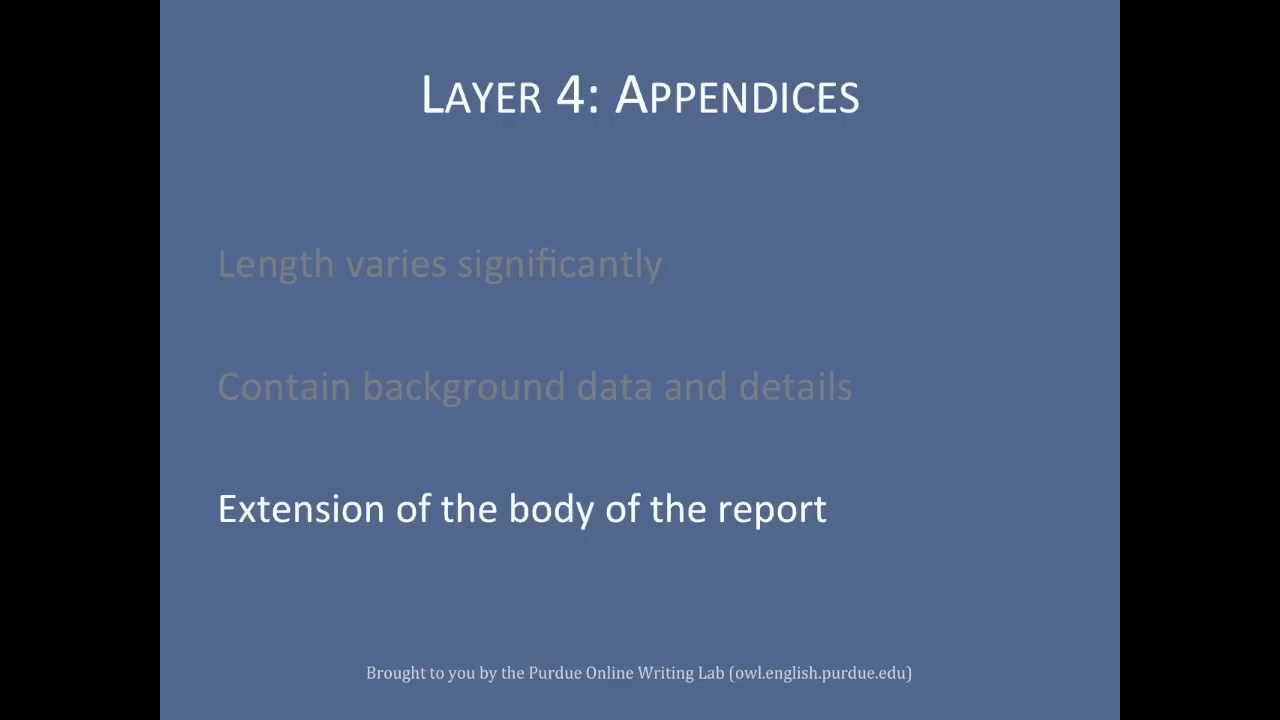 Layer 4: Appendices
Length varies significantly
Contain background data and details
Extension of the body of the report
Brought to you by the Purdue Online Writing Lab (owl.english.purdue.edu)